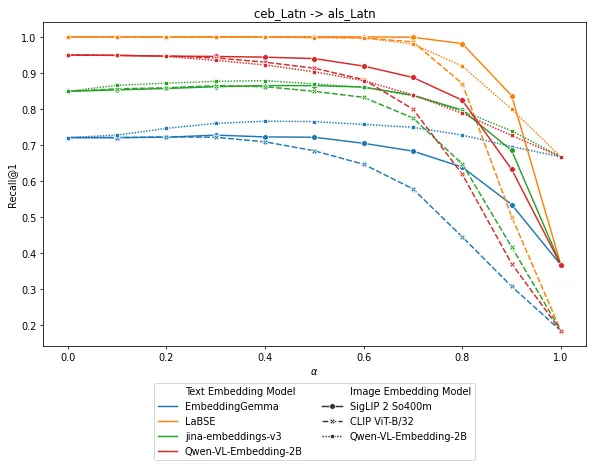 ceb_Latn -> als_Latn
Recall@1
1.0
0.9
0.8
0.7
0.6
0.5
0.4
0.3
0.2
0.0 0.2 0.4 0.6 0.8 1.0
α
Text Embedding Model
EmbeddingGemma
LaBSE
jina-embeddings-v3
Qwen-VL-Embedding-2B
Image Embedding Model
SigLIP 2 So400m
CLIP ViT-B/32
Qwen-VL-Embedding-2B